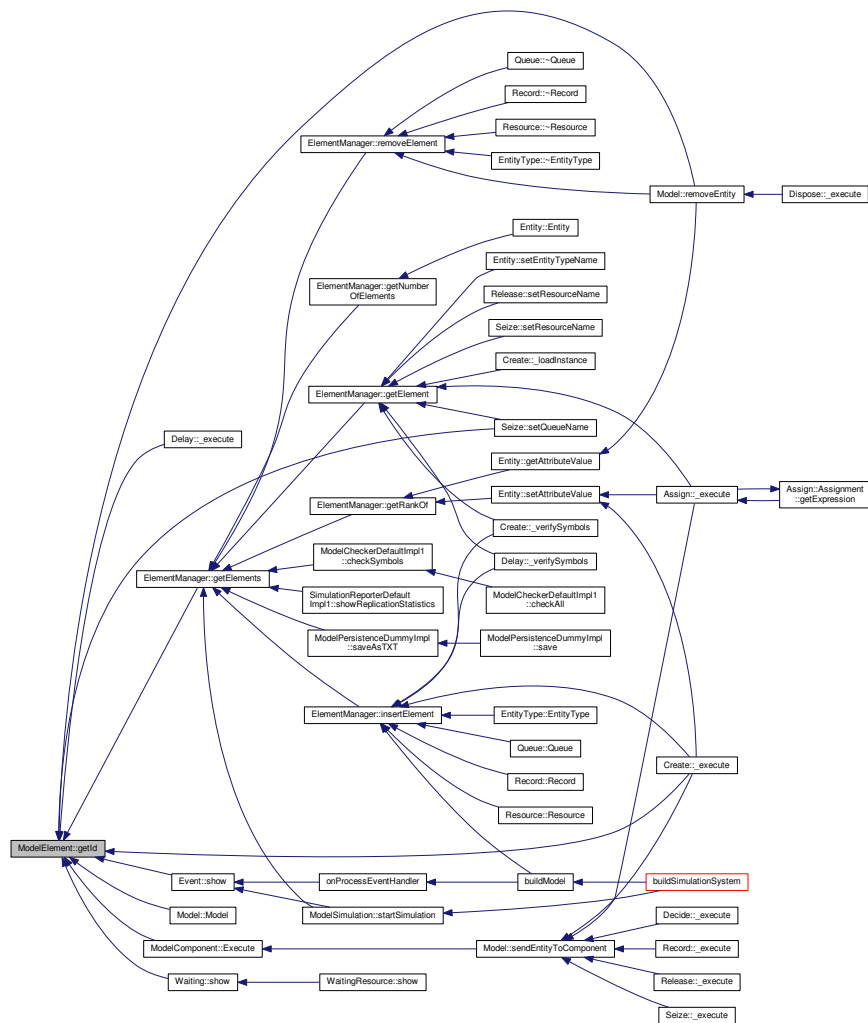 Queue::~Queue
Record::~Record
Resource::~Resource
ElementManager::removeElement
EntityType::~EntityType
Model::removeEntity
Dispose::_execute
Entity::Entity
Entity::setEntityTypeName
ElementManager::getNumber
OfElements
Release::setResourceName
Seize::setResourceName
Create::_loadInstance
ElementManager::getElement
Seize::setQueueName
Delay::_execute
Entity::getAttributeValue
Entity::setAttributeValue
Assign::_execute
Assign::Assignment
::getExpression
ElementManager::getRankOf
Create::_verifySymbols
ModelCheckerDefaultImpl1
::checkSymbols
Delay::_verifySymbols
ElementManager::getElements
SimulationReporterDefault
Impl1::showReplicationStatistics
ModelCheckerDefaultImpl1
::checkAll
ModelPersistenceDummyImpl
::saveAsTXT
ModelPersistenceDummyImpl
::save
ElementManager::insertElement
EntityType::EntityType
Queue::Queue
Create::_execute
Record::Record
Resource::Resource
ModelElement::getId
Event::show
onProcessEventHandler
buildModel
buildSimulationSystem
Model::Model
ModelSimulation::startSimulation
Decide::_execute
ModelComponent::Execute
Model::sendEntityToComponent
Record::_execute
Waiting::show
WaitingResource::show
Release::_execute
Seize::_execute